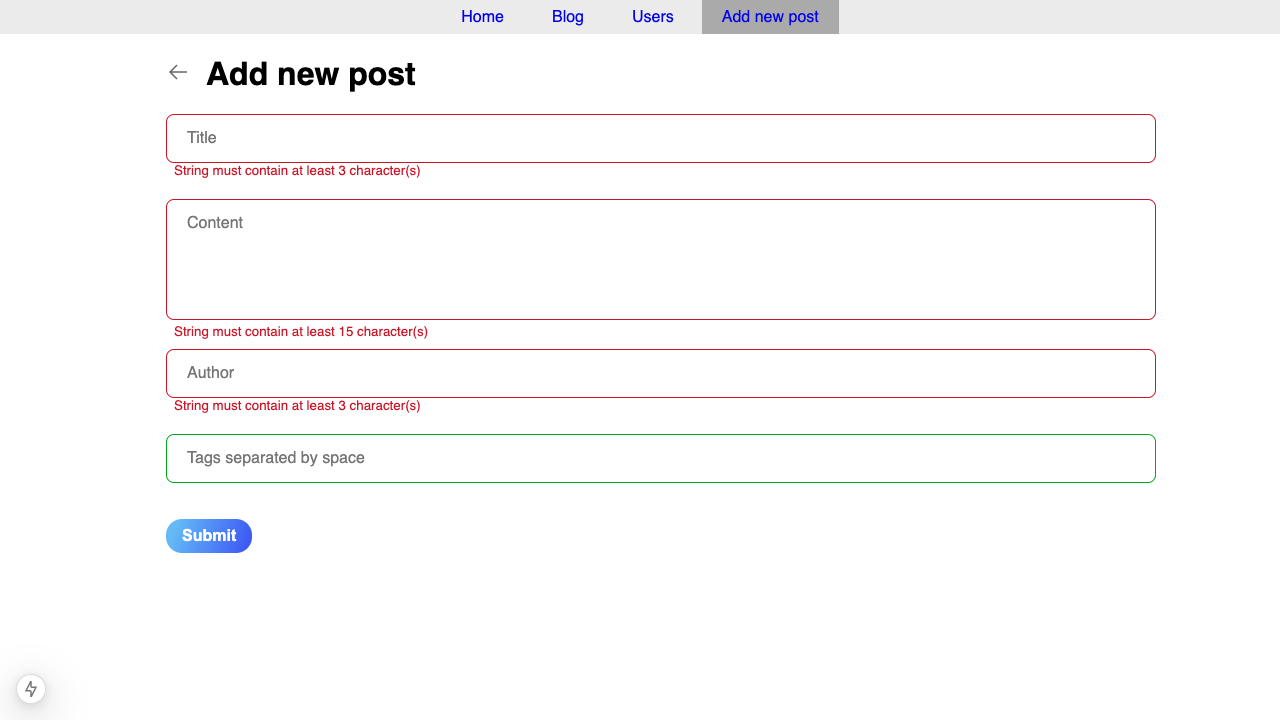 Home Blog Users Add new post
Add new post
Title
String must contain at least 3 character(s)
Content
String must contain at least 15 character(s)
Author
String must contain at least 3 character(s)
Tags separated by space
Submit